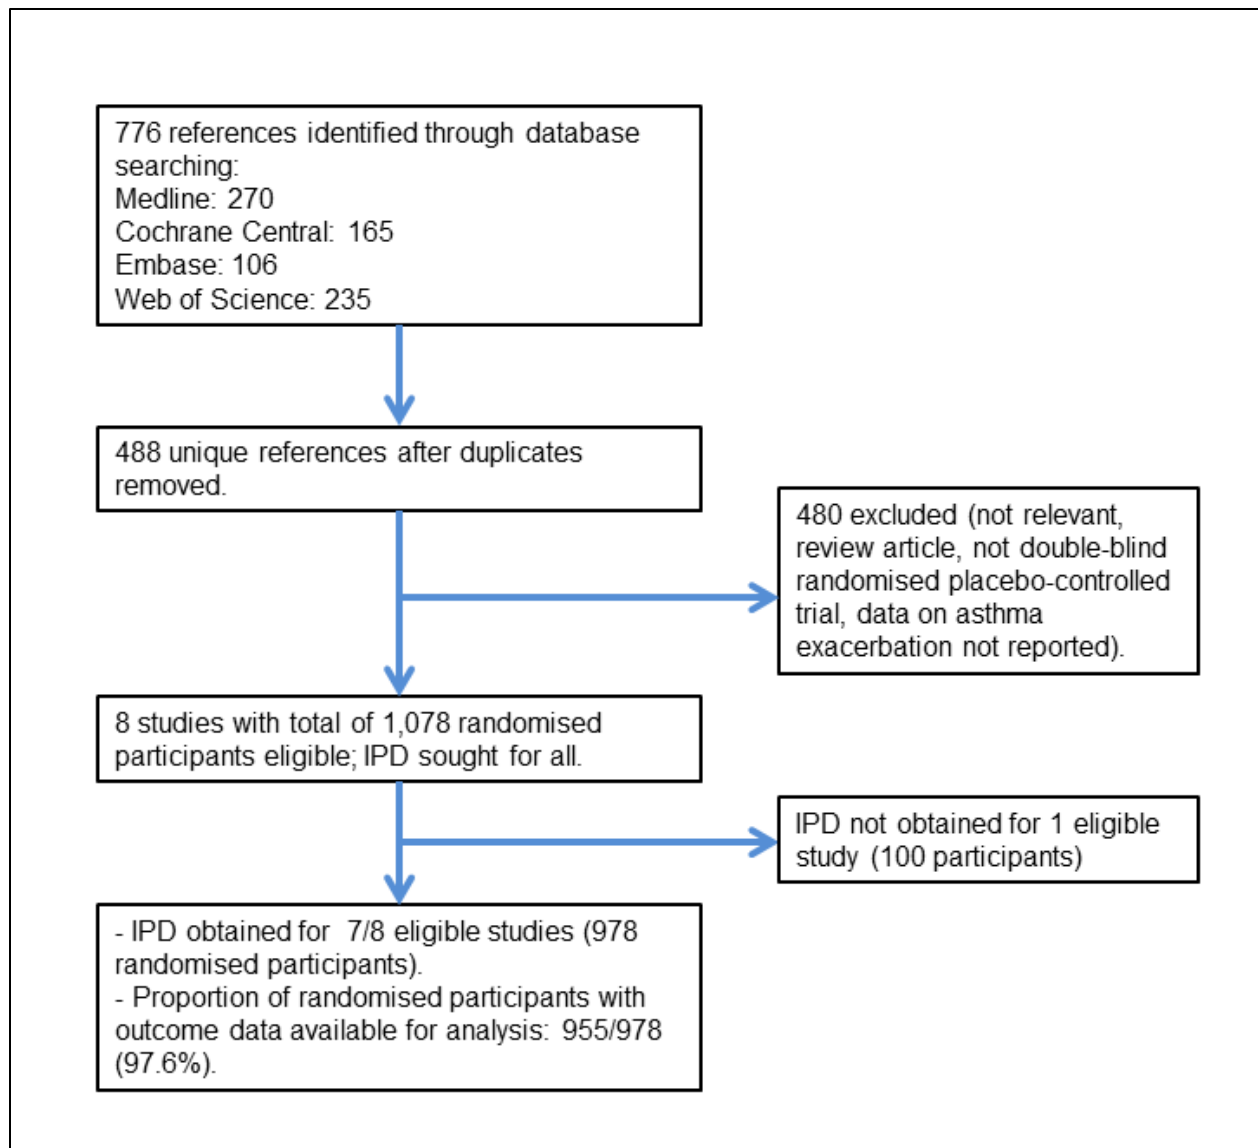 776 references identified through database
searching:
Medline: 270
Cochrane Central: 165
Embase: 106
Web of Science: 235
488 unique references after duplicates
removed.
480 excluded (not relevant,
review article, not double-blind
randomised placebo-controlled
trial, data on asthma
exacerbation not reported).
8 studies with total of 1,078 randomised
participants eligible; IPD sought for all.
IPD not obtained for 1 eligible
study (100 participants)
- IPD obtained for 7/8 eligible studies (978
randomised participants).
- Proportion of randomised participants with
outcome data available for analysis: 955/978
(97.6%).